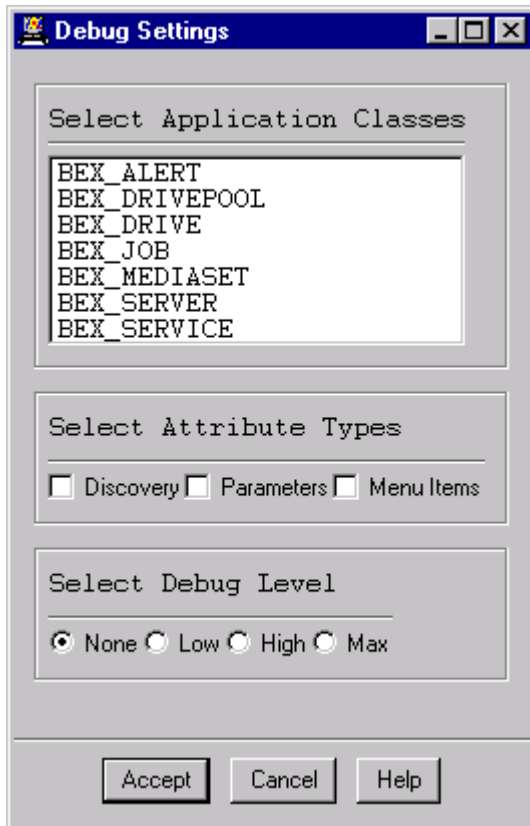 Debug Settings
Select Application Classes
BEX_ALERT
BEX_DRIVEPOOL
BEX_DRIVE
BEX_JOB
BEX_MEDIASET
BEX_SERVER
BEX_SERVICE
Select Attribute Types
Discovery Parameters Menu Items
Select Debug Level
None Low High Max
Accept Cancel Help